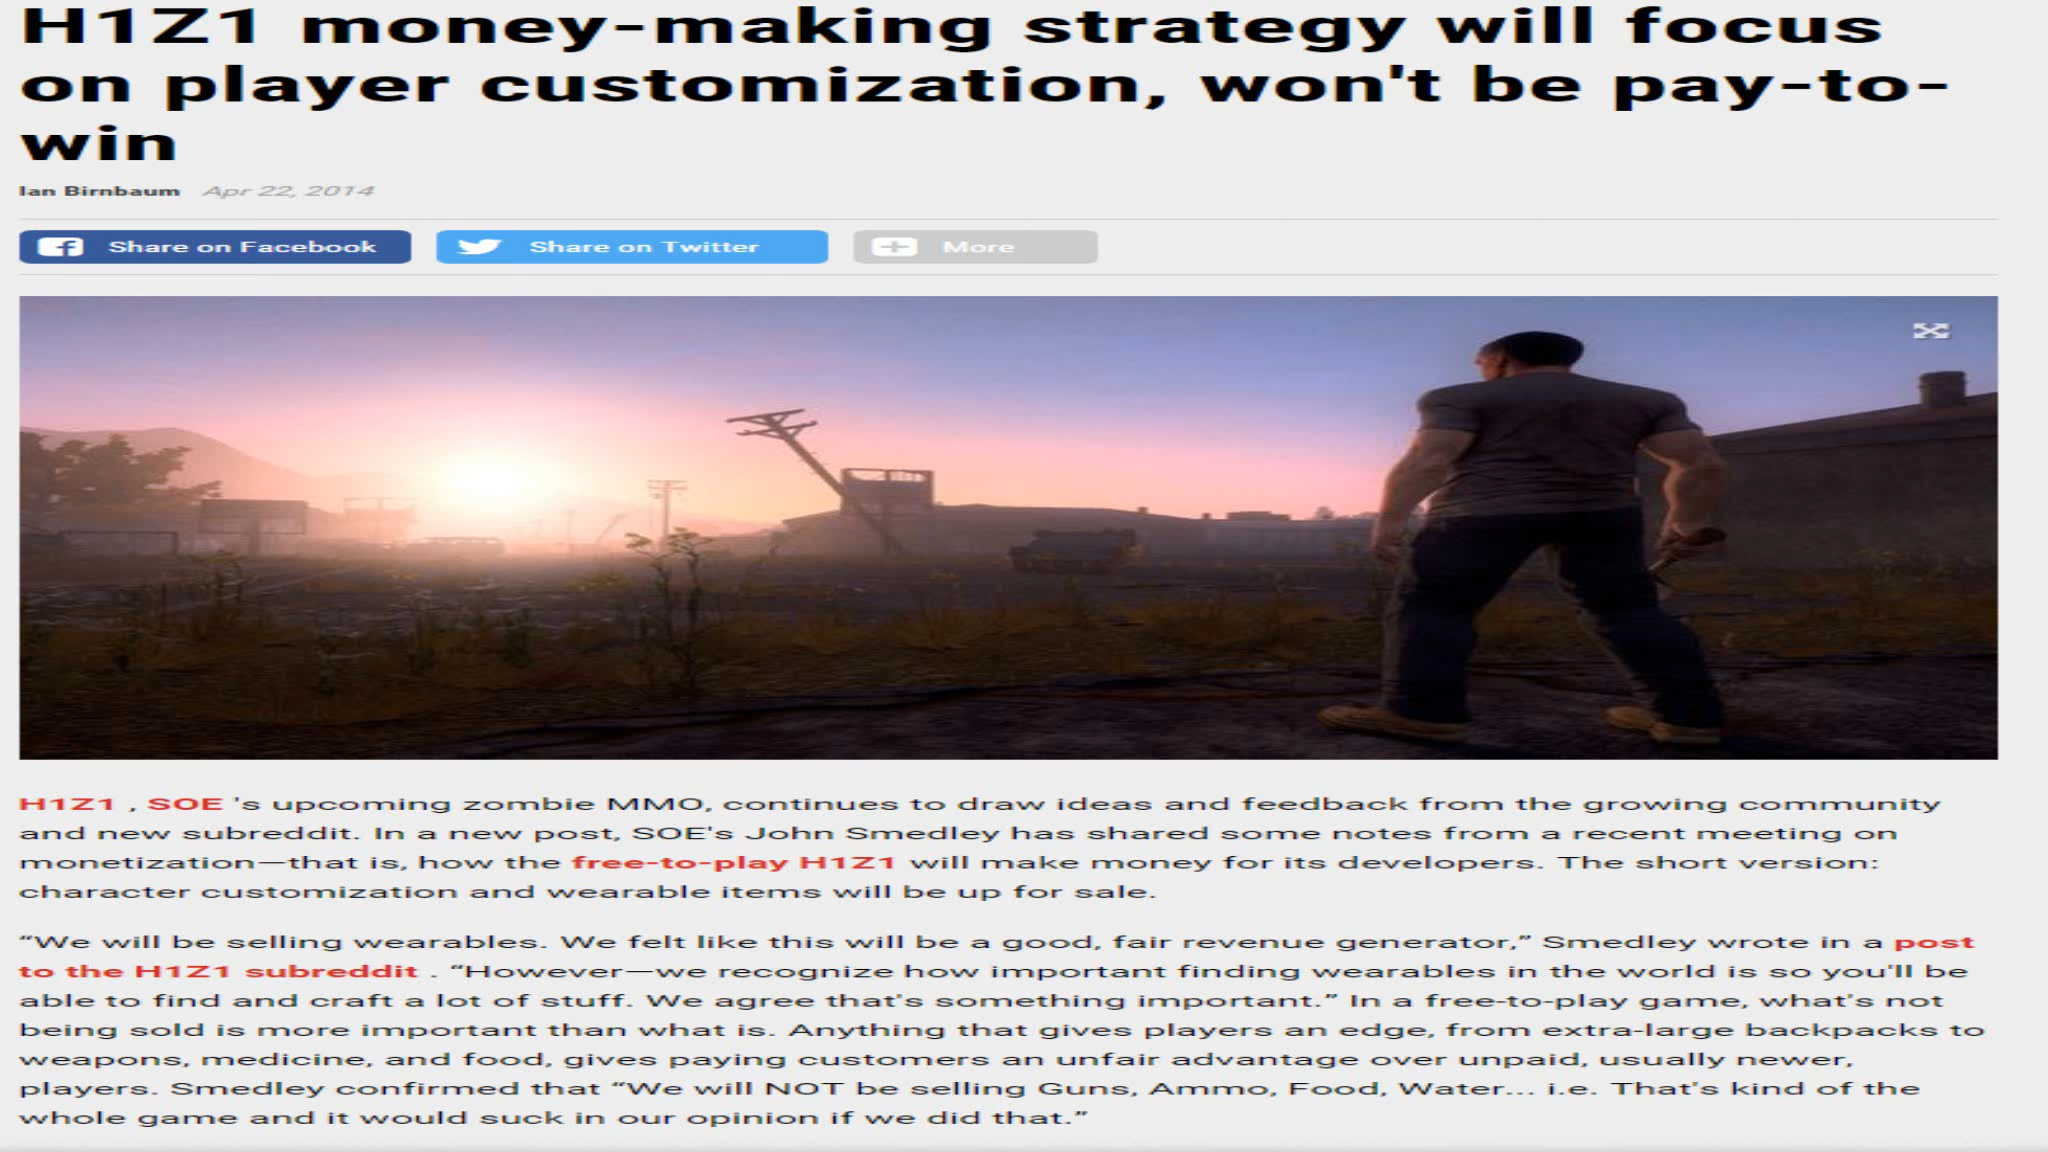 H1Z1 money-making strategy will focus
on player customization, won't be pay-to-
win
Ian Birnbaum Apr 22, 2014
Share on Facebook Share on Twitter More
H1Z1 , SOE 's upcoming zombie MMO, continues to draw ideas and feedback from the growing community
and new subreddit. In a new post, SOE's John Smedley has shared some notes from a recent meeting on
monetization—that is, how the free-to-play H1Z1 will make money for its developers. The short version:
character customization and wearable items will be up for sale.
“We will be selling wearables. We felt like this will be a good, fair revenue generator,” Smedley wrote in a post
to the H1Z1 subreddit . “However—we recognize how important finding wearables in the world is so you'll be
able to find and craft a lot of stuff. We agree that's something important.” In a free-to-play game, what's not
being sold is more important than what is. Anything that gives players an edge, from extra-large backpacks to
weapons, medicine, and food, gives paying customers an unfair advantage over unpaid, usually newer,
players. Smedley confirmed that “We will NOT be selling Guns, Ammo, Food, Water... i.e. That's kind of the
whole game and it would suck in our opinion if we did that.”